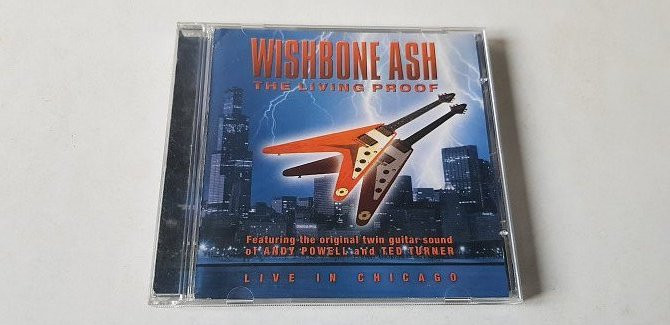 WISHBONE ASH
THE LIVING PROOF
Featuring the original twin guitar sound
of ANDY POWELL and TED TURNER
LIVE IN CHICAGO